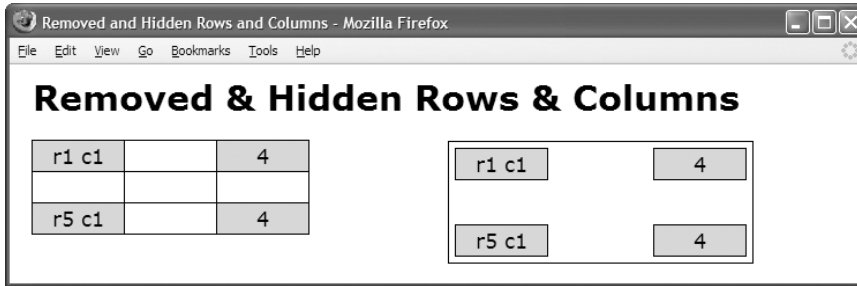 Removed and Hidden Rows and Columns - Mozilla Firefox
File Edit View Go Bookmarks Tools Help
Removed & Hidden Rows & Columns
r1 c1 4
r5 c1 4
r1 c1 4
r5 c1 4